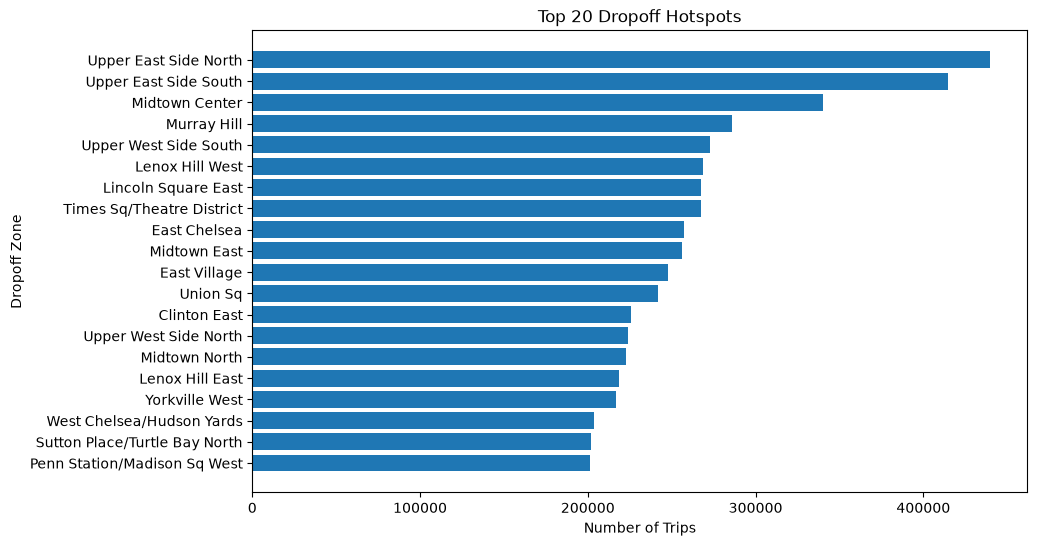 Top 20 Dropoff Hotspots
Dropoff Zone
Upper East Side North
Upper East Side South
Midtown Center
Murray Hill
Upper West Side South
Lenox Hill West
Lincoln Square East
Times Sq/Theatre District
East Chelsea
Midtown East
East Village
Union Sq
Clinton East
Upper West Side North
Midtown North
Lenox Hill East
Yorkville West
West Chelsea/Hudson Yards
Sutton Place/Turtle Bay North
Penn Station/Madison Sq West
0 100000 200000 300000 400000
Number of Trips